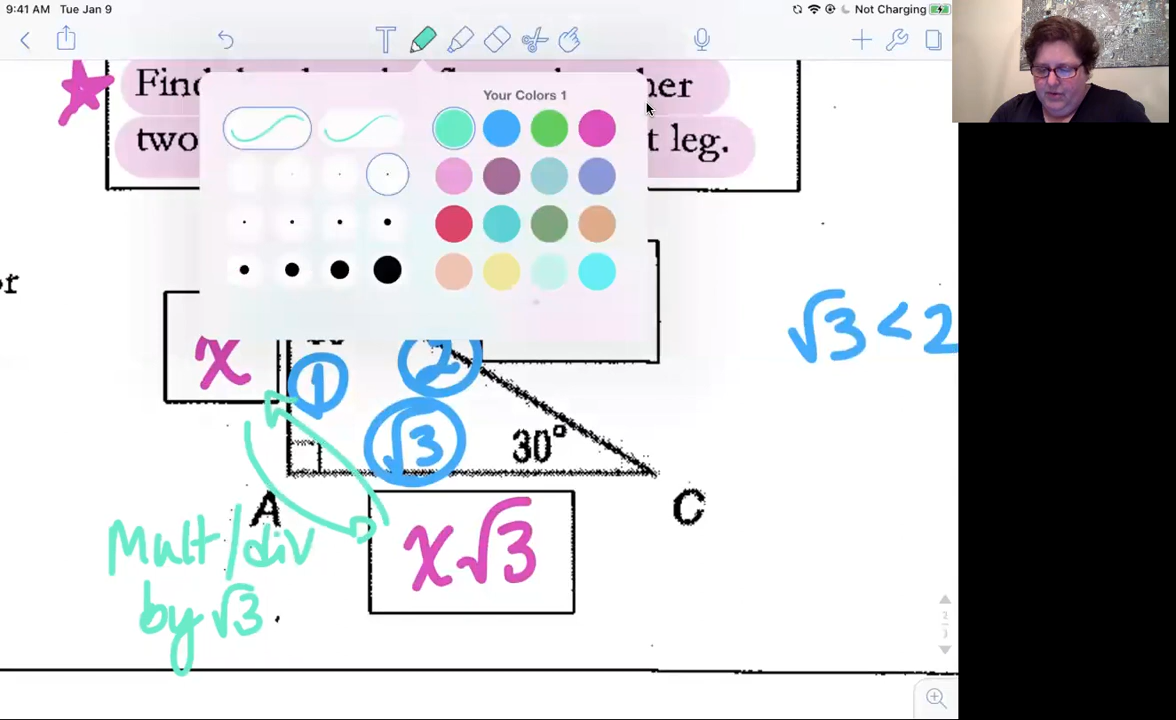 9:41 AM Tue Jan 9
Not Charging
T
Your Colors 1
her
two
t leg.
√3 < 2
x
1
2
√3
30°
A
C
x√3
Mult/div
by √3.